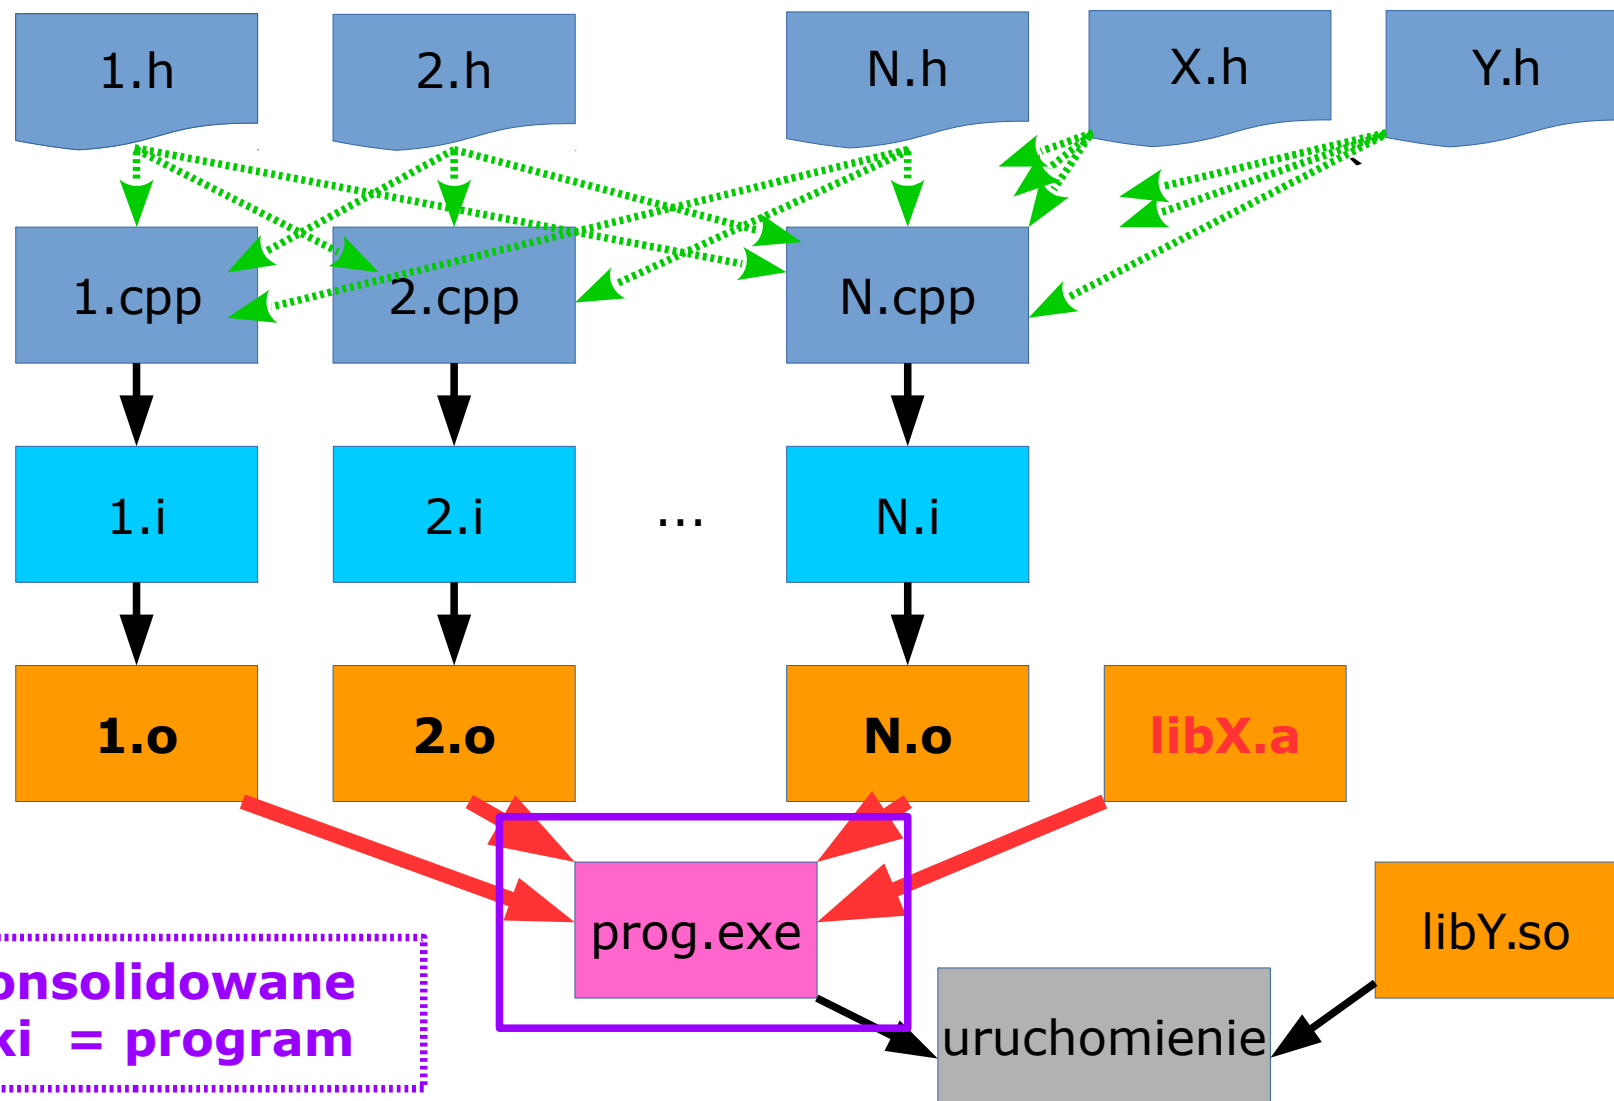 1.h
2.h
N.h
X.h
Y.h
1.cpp
2.cpp
N.cpp
1.i
2.i
...
N.i
1.o
2.o
N.o
libX.a
prog.exe
libY.so
onsolidowane
ki = program
uruchomienie